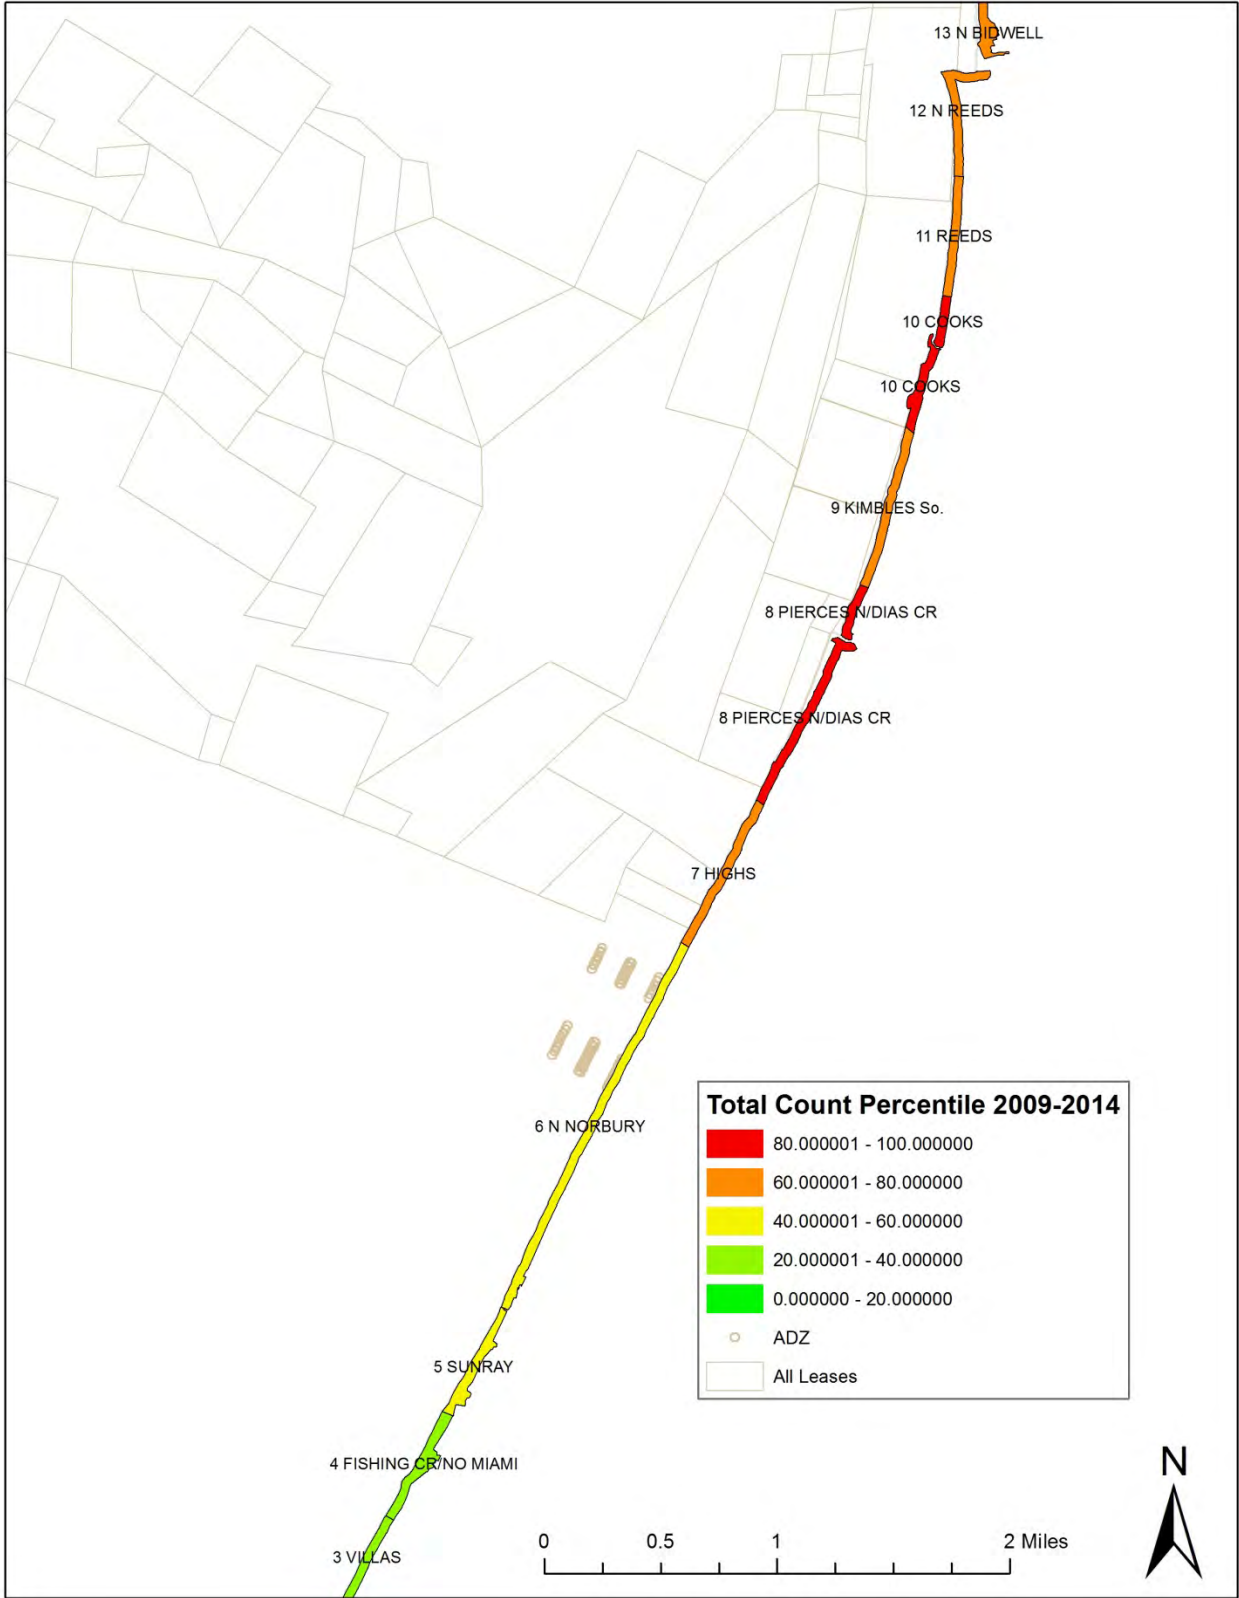 13 N BIDWELL
12 N REEDS
11 REEDS
10 COOKS
10 COOKS
9 KIMBLES So.
8 PIERCES N/DIAS CR
8 PIERCES N/DIAS CR
7 HIGHS
6 N NORBURY
5 SUNRAY
4 FISHING CR/NO MIAMI
3 VILLAS
Total Count Percentile 2009-2014
80.000001 - 100.000000
60.000001 - 80.000000
40.000001 - 60.000000
20.000001 - 40.000000
0.000000 - 20.000000
ADZ
All Leases
N
0 0.5 1 2 Miles